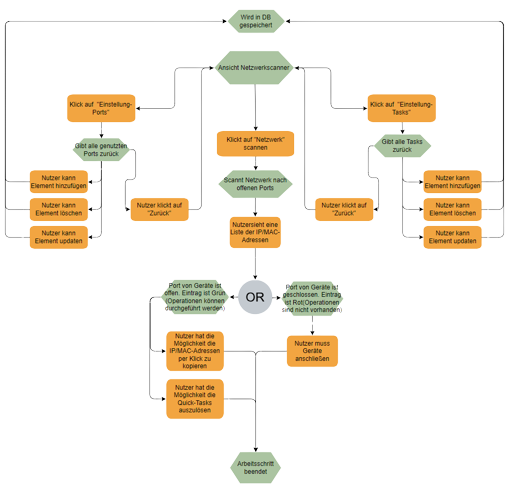 Wird in DB
gespeichert
Ansicht Netzwerkscanner
Klick auf "Einstellung-
Ports"
Klick auf "Einstellung-
Tasks"
Klickt auf "Netzwerk"
scannen
Gibt alle genutzten
Ports zurück
Gibt alle Tasks
zurück
Scannt Netzwerk nach
offenen Ports
Nutzer kann
Element hinzufügen
Nutzer kann
Element löschen
Nutzer kann
Element updaten
Nutzer klickt auf
"Zurück"
Nutzersieht eine
Liste der IP/MAC-
Adressen
Nutzer klickt auf
"Zurück"
Nutzer kann
Element hinzufügen
Nutzer kann
Element löschen
Nutzer kann
Element updaten
Port von Geräte ist
offen. Eintrag ist Grün
(Operationen können
durchgeführt werden)
OR
Port von Geräte ist
geschlossen. Eintrag
ist Rot(Operationen
sind nicht vorhanden)
Nutzer hat die
Möglichkeit die
IP/MAC-Adressen
per Klick zu
kopieren
Nutzer muss
Geräte
anschließen
Nutzer hat die
Möglichkeit die
Quick-Tasks
auszulösen
Arbeitsschritt
beendet